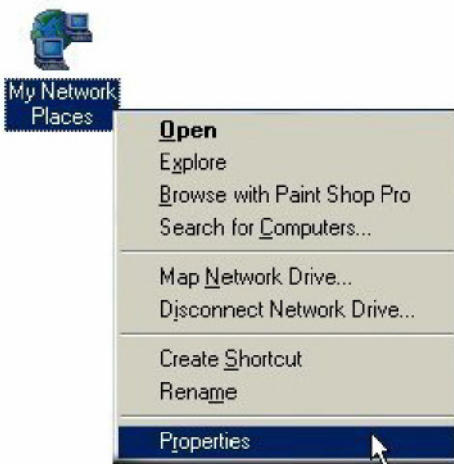 My Network
Places
Open
Explore
Browse with Paint Shop Pro
Search for Computers...
Map Network Drive...
Disconnect Network Drive...
Create Shortcut
Rename
Properties